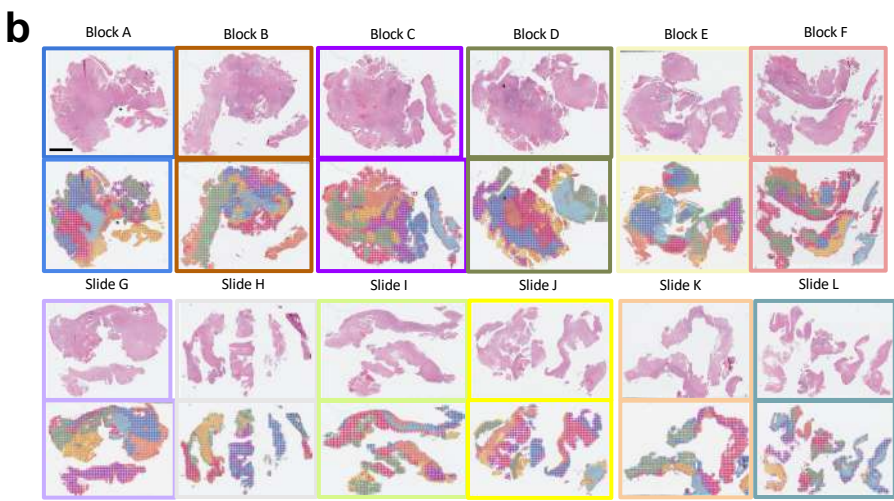 b
Block A
Block B
Block C
Block D
Block E
Block F
Slide G
Slide H
Slide I
Slide J
Slide K
Slide L